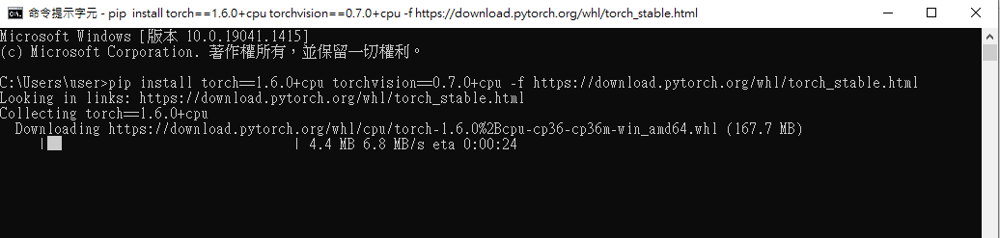 命令提示字元 - pip  install torch==1.6.0+cpu torchvision==0.7.0+cpu -f https://download.pytorch.org/whl/torch_stable.html
Microsoft Windows [版本 10.0.19041.1415]
(c) Microsoft Corporation. 著作權所有，並保留一切權利。
C:\Users\user>pip install torch==1.6.0+cpu torchvision==0.7.0+cpu -f https://download.pytorch.org/whl/torch_stable.html
Looking in links: https://download.pytorch.org/whl/torch_stable.html
Collecting torch==1.6.0+cpu
  Downloading https://download.pytorch.org/whl/cpu/torch-1.6.0%2Bcpu-cp36-cp36m-win_amd64.whl (167.7 MB)
     |█                               | 4.4 MB 6.8 MB/s eta 0:00:24